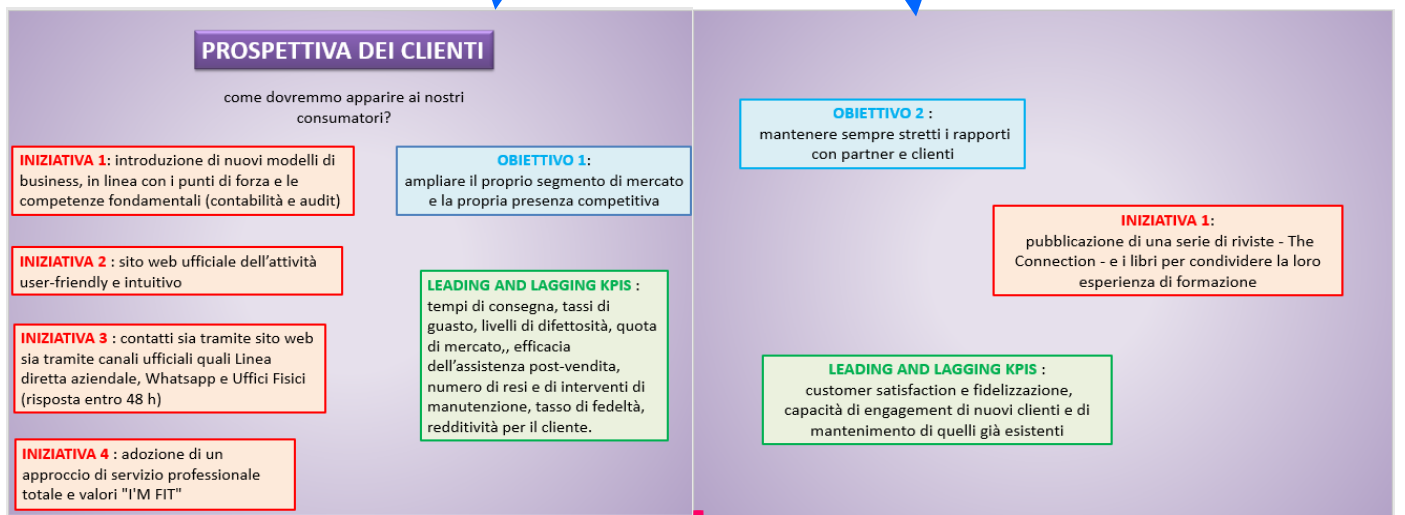 PROSPETTIVA DEI CLIENTI
come dovremmo apparire ai nostri
consumatori?
INIZIATIVA 1: introduzione di nuovi modelli di
business, in linea con i punti di forza e le
competenze fondamentali (contabilità e audit)
INIZIATIVA 2 : sito web ufficiale dell'attività
user-friendly e intuitivo
INIZIATIVA 3 : contatti sia tramite sito web
sia tramite canali ufficiali quali Linea
diretta aziendale, Whatsapp e Uffici Fisici
(risposta entro 48 h)
INIZIATIVA 4 : adozione di un
approccio di servizio professionale
totale e valori "I'M FIT"
OBIETTIVO 1:
ampliare il proprio segmento di mercato
e la propria presenza competitiva
LEADING AND LAGGING KPIS :
tempi di consegna, tassi di
guasto, livelli di difettosità, quota
di mercato,, efficacia
dell'assistenza post-vendita,
numero di resi e di interventi di
manutenzione, tasso di fedeltà,
redditività per il cliente.
OBIETTIVO 2 :
mantenere sempre stretti i rapporti
con partner e clienti
INIZIATIVA 1:
pubblicazione di una serie di riviste - The
Connection - e i libri per condividere la loro
esperienza di formazione
LEADING AND LAGGING KPIS :
customer satisfaction e fidelizzazione,
capacità di engagement di nuovi clienti e di
mantenimento di quelli già esistenti